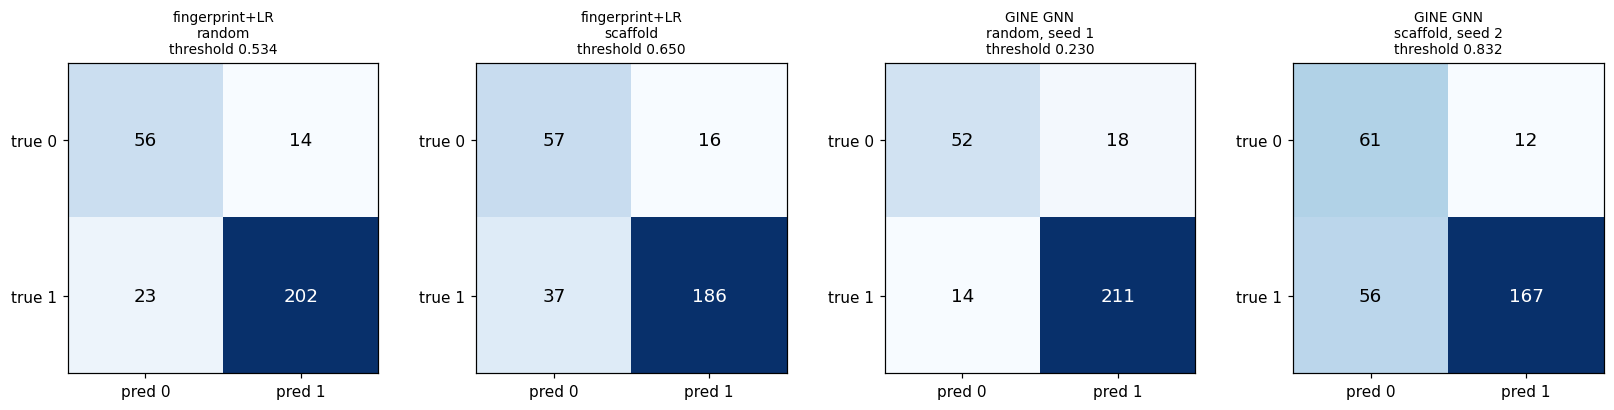 fingerprint+LR
random
threshold 0.534
true 0
56
14
true 1
23
202
pred 0
pred 1
fingerprint+LR
scaffold
threshold 0.650
true 0
57
16
true 1
37
186
pred 0
pred 1
GINE GNN
random, seed 1
threshold 0.230
true 0
52
18
true 1
14
211
pred 0
pred 1
GINE GNN
scaffold, seed 2
threshold 0.832
true 0
61
12
true 1
56
167
pred 0
pred 1